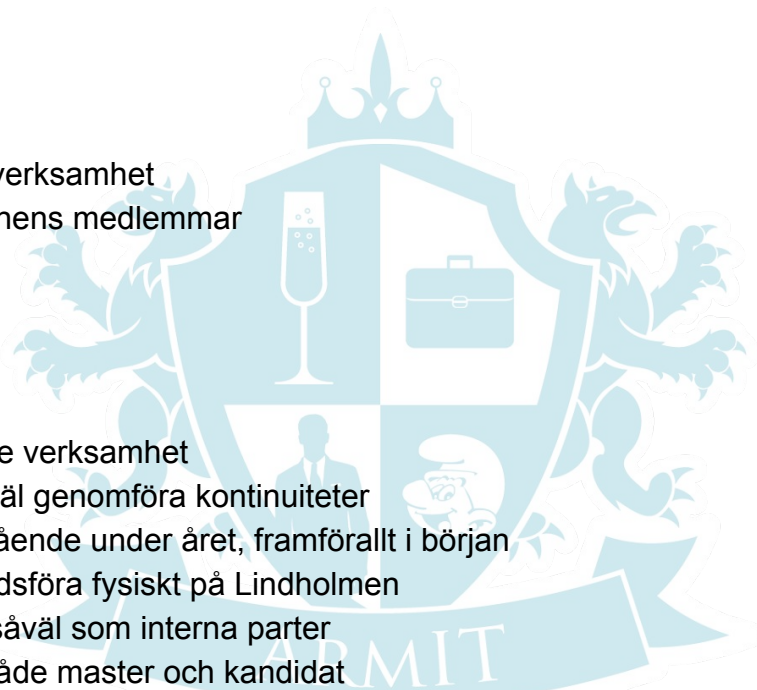 verksamhet
nens medlemmar
e verksamhet
äl genomföra kontinuiteter
ående under året, framförallt i början
dsföra fysiskt på Lindholmen
såväl som interna parter
åde master och kandidat
ARMIT